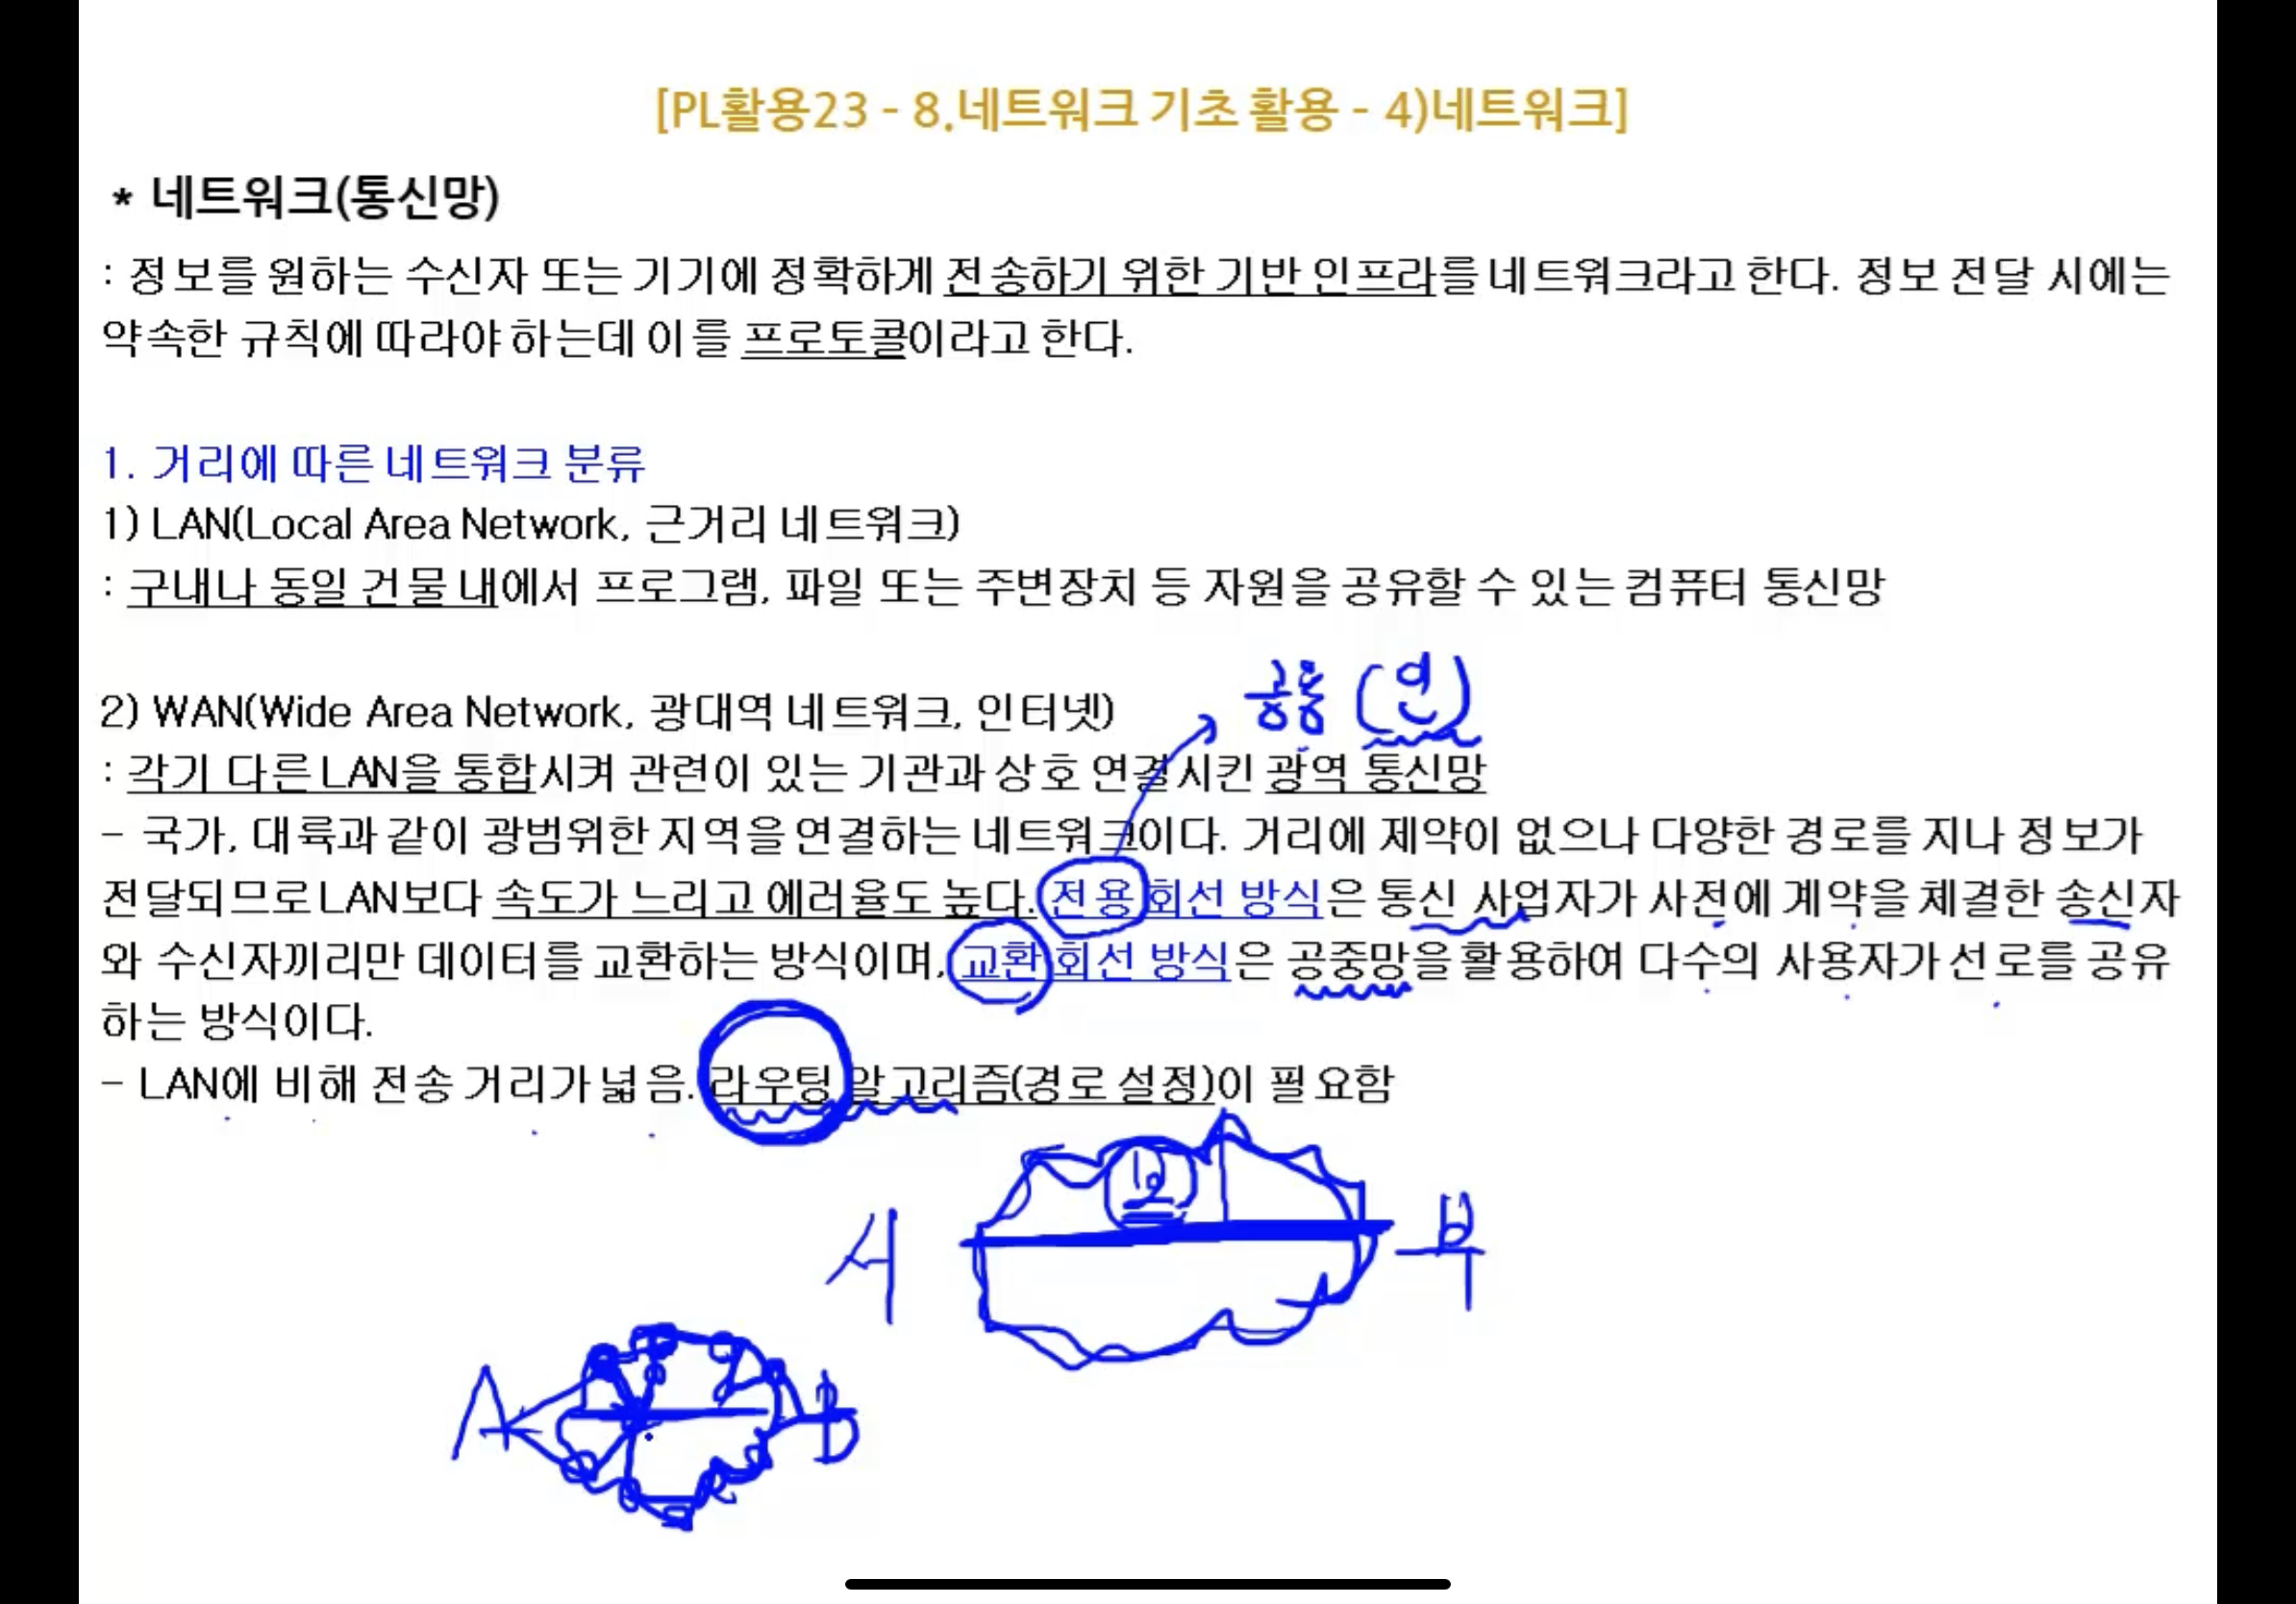 [PL활용23 - 8.네트워크 기초 활용 - 4)네트워크]
* 네트워크(통신망)
: 정보를 원하는 수신자 또는 기기에 정확하게 전송하기 위한 기반 인프라를 네트워크라고 한다. 정보 전달 시에는
약속한 규칙에 따라야 하는데 이를 프로토콜이라고 한다.
1. 거리에 따른 네트워크 분류
1) LAN(Local Area Network, 근거리 네트워크)
: 구내나 동일 건물 내에서 프로그램, 파일 또는 주변장치 등 자원을 공유할 수 있는 컴퓨터 통신망
공용 (인)
2) WAN(Wide Area Network, 광대역 네트워크, 인터넷)
: 각기 다른 LAN을 통합시켜 관련이 있는 기관과 상호 연결시킨 광역 통신망
- 국가, 대륙과 같이 광범위한 지역을 연결하는 네트워크이다. 거리에 제약이 없으나 다양한 경로를 지나 정보가
전달되므로 LAN보다 속도가 느리고 에러율도 높다. 전용 회선 방식은 통신 사업자가 사전에 계약을 체결한 송신자
와 수신자끼리만 데이터를 교환하는 방식이며, 교환 회선 방식은 공중망을 활용하여 다수의 사용자가 선로를 공유
하는 방식이다.
- LAN에 비해 전송 거리가 넓음. 라우팅 알고리즘(경로 설정)이 필요함
서 부
A B